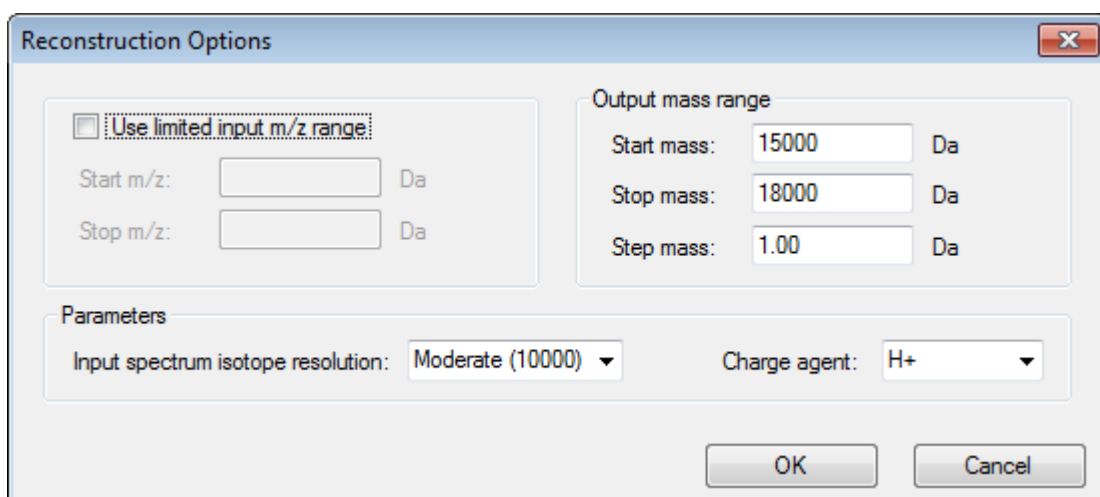 Reconstruction Options
Use limited input m/z range
Start m/z: Da
Stop m/z: Da
Output mass range
Start mass: 15000 Da
Stop mass: 18000 Da
Step mass: 1.00 Da
Parameters
Input spectrum isotope resolution: Moderate (10000) Charge agent: H+
OK Cancel